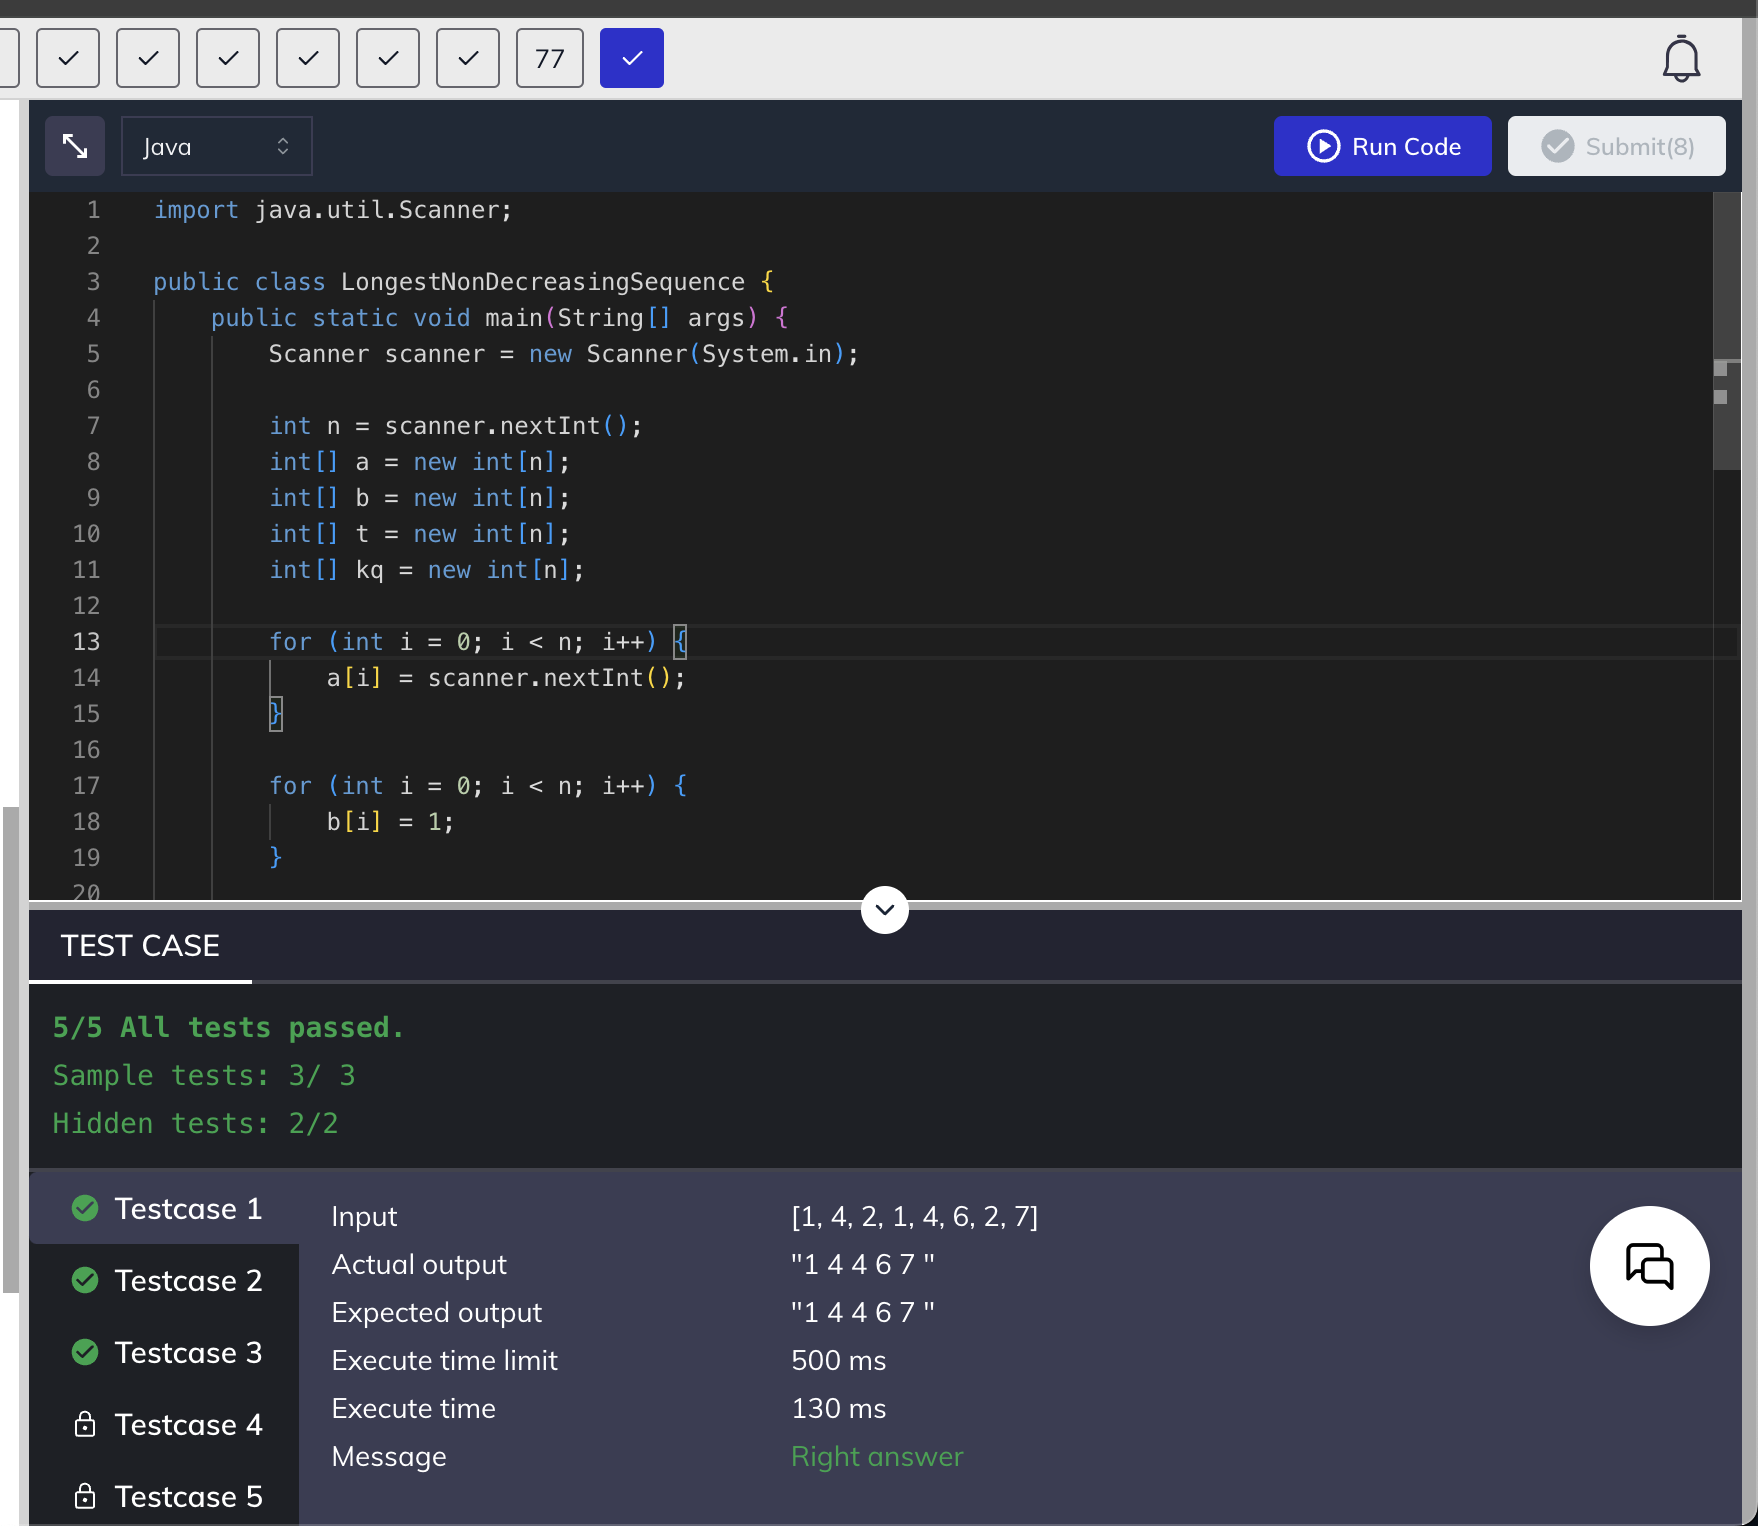 77
Java
Run Code
Submit(8)
1 import java.util.Scanner;
2
3 public class LongestNonDecreasingSequence {
4 public static void main(String[] args) {
5 Scanner scanner = new Scanner(System.in);
6
7 int n = scanner.nextInt();
8 int[] a = new int[n];
9 int[] b = new int[n];
10 int[] t = new int[n];
11 int[] kq = new int[n];
12
13 for (int i = 0; i < n; i++) {
14 a[i] = scanner.nextInt();
15 }
16
17 for (int i = 0; i < n; i++) {
18 b[i] = 1;
19 }
20
TEST CASE
5/5 All tests passed.
Sample tests: 3/ 3
Hidden tests: 2/2
Testcase 1
Testcase 2
Testcase 3
Testcase 4
Testcase 5
Input [1, 4, 2, 1, 4, 6, 2, 7]
Actual output "1 4 4 6 7 "
Expected output "1 4 4 6 7 "
Execute time limit 500 ms
Execute time 130 ms
Message Right answer